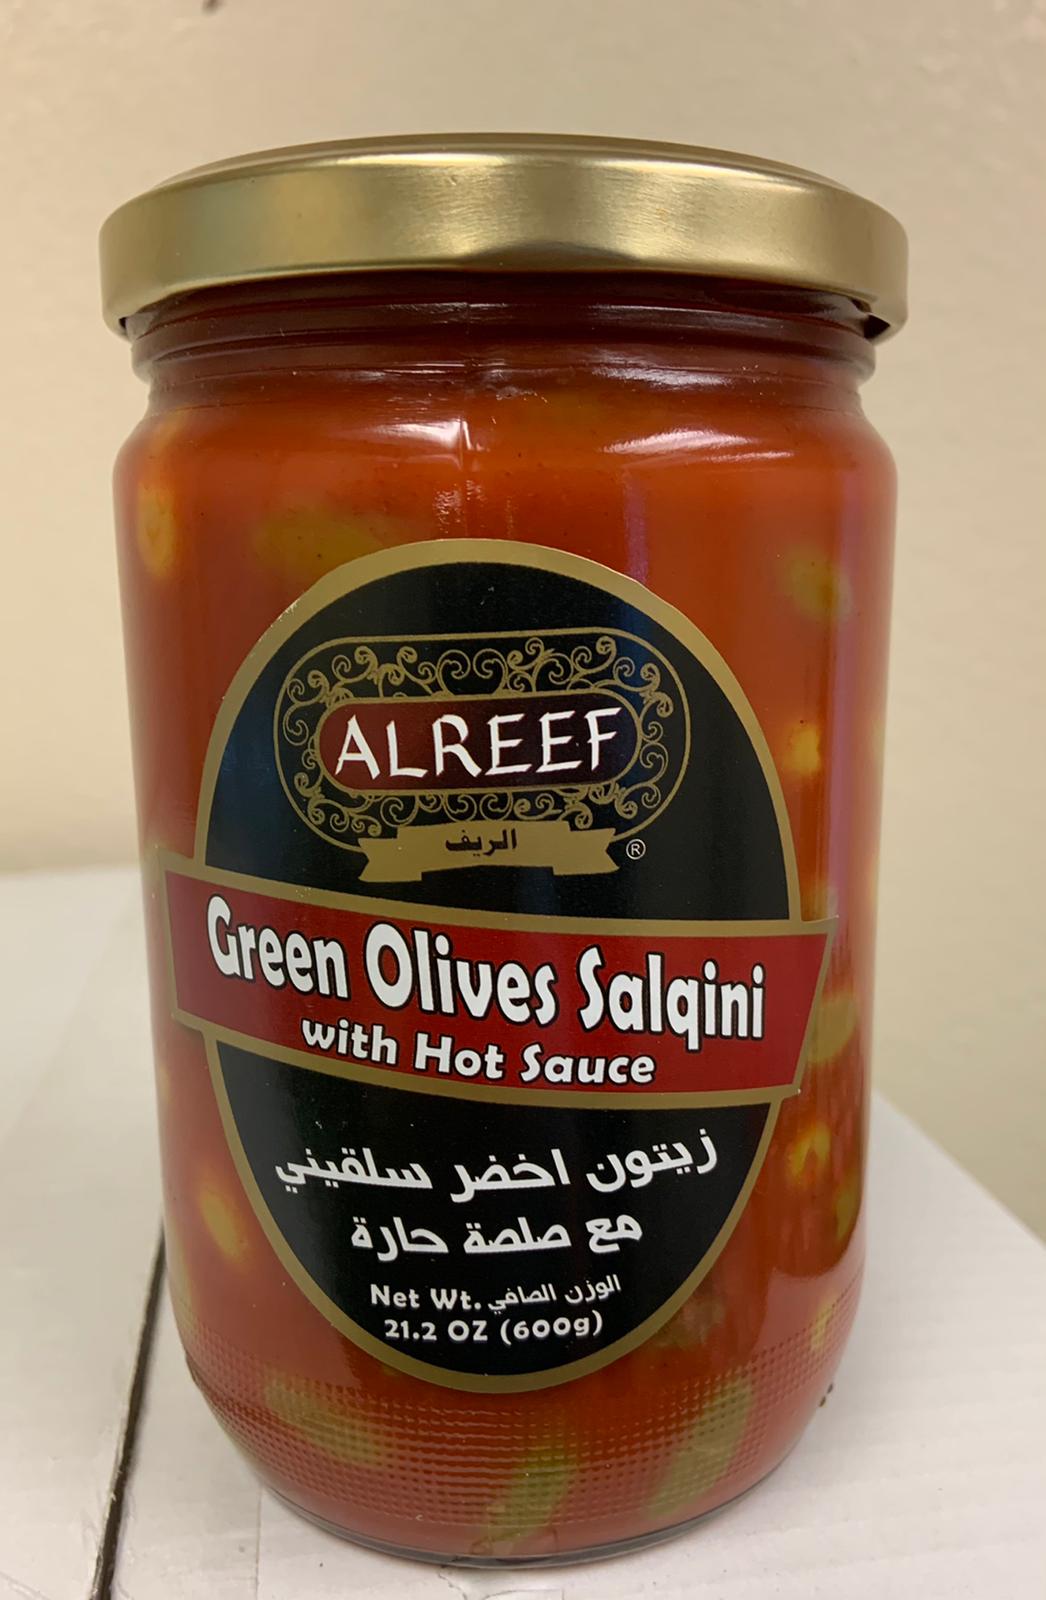 ALREEF
الريف
®
Green Olives Salqini
with Hot Sauce
زيتون اخضر سلقيني
مع صلصة حارة
Net Wt. الوزن الصافي
21.2 OZ (600g)